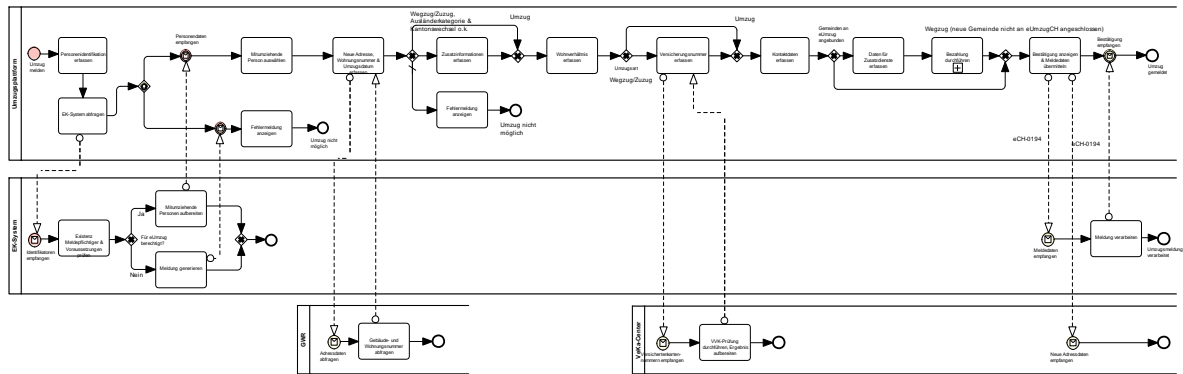 Umzugsplattform
Umzug
melden
Personenidentifikation
erfassen
EK-System abfragen
Personendaten
empfangen
Mitumziehende
Person auswählen
Fehlermeldung
anzeigen
Umzug nicht
möglich
Neue Adresse,
Wohnungsnummer &
Umzugsdatum
erfassen
Wegzug/Zuzug,
Ausländerkategorie &
Kantonswechsel o.k.
Zusatzinformationen
erfassen
Umzug
Fehlermeldung
anzeigen
Umzug nicht
möglich
Wohnverhältnis
erfassen
Umzugsart
Wegzug/Zuzug
Versicherungsnummer
erfassen
Umzug
Kontaktdaten
erfassen
Gemeinden an
eUmzug
angebunden
Daten für
Zusatzdienste
erfassen
Wegzug (neue Gemeinde nicht an eUmzugCH angeschlossen)
Bezahlung
durchführen
Bestätigung anzeigen
& Meldedaten
übermitteln
Bestätigung
empfangen
Umzug
gemeldet
eCH-0194
eCH-0194
EK-System
Identifikatoren
empfangen
Existenz
Meldepflichtiger &
Voraussetzungen
prüfen
Ja
Für eUmzug
berechtigt?
Nein
Mitumziehende
Personen aufbereiten
Meldung generieren
Meldedaten
empfangen
Meldung verarbeiten
Umzugsmeldung
verarbeitet
GWR
Adressdaten
abfragen
Gebäude- und
Wohnungsnummer
abfragen
VeKa-Center
Versichertenkarten-
nummern empfangen
VVK-Prüfung
durchführen, Ergebnis
aufbereiten
Neue Adressdaten
empfangen